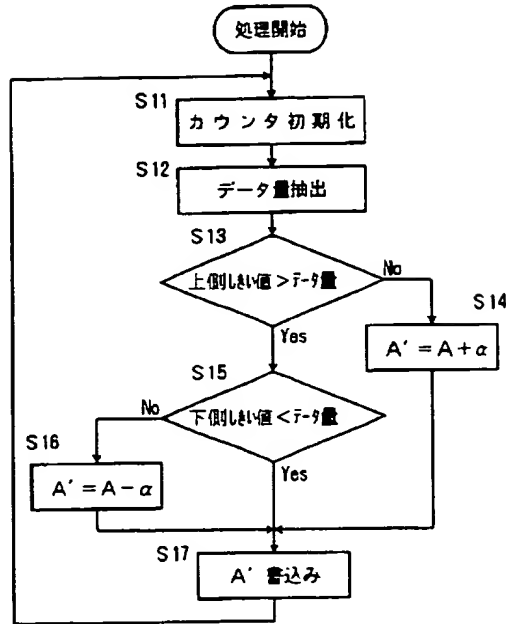 処理開始
S11
カウンタ初期化
S12
データ量抽出
S13
上側しきい値>データ量
No
S14
Yes
A'=A+α
S15
No
下側しきい値<データ量
S16
Yes
A'=A-α
S17
A' 書込み